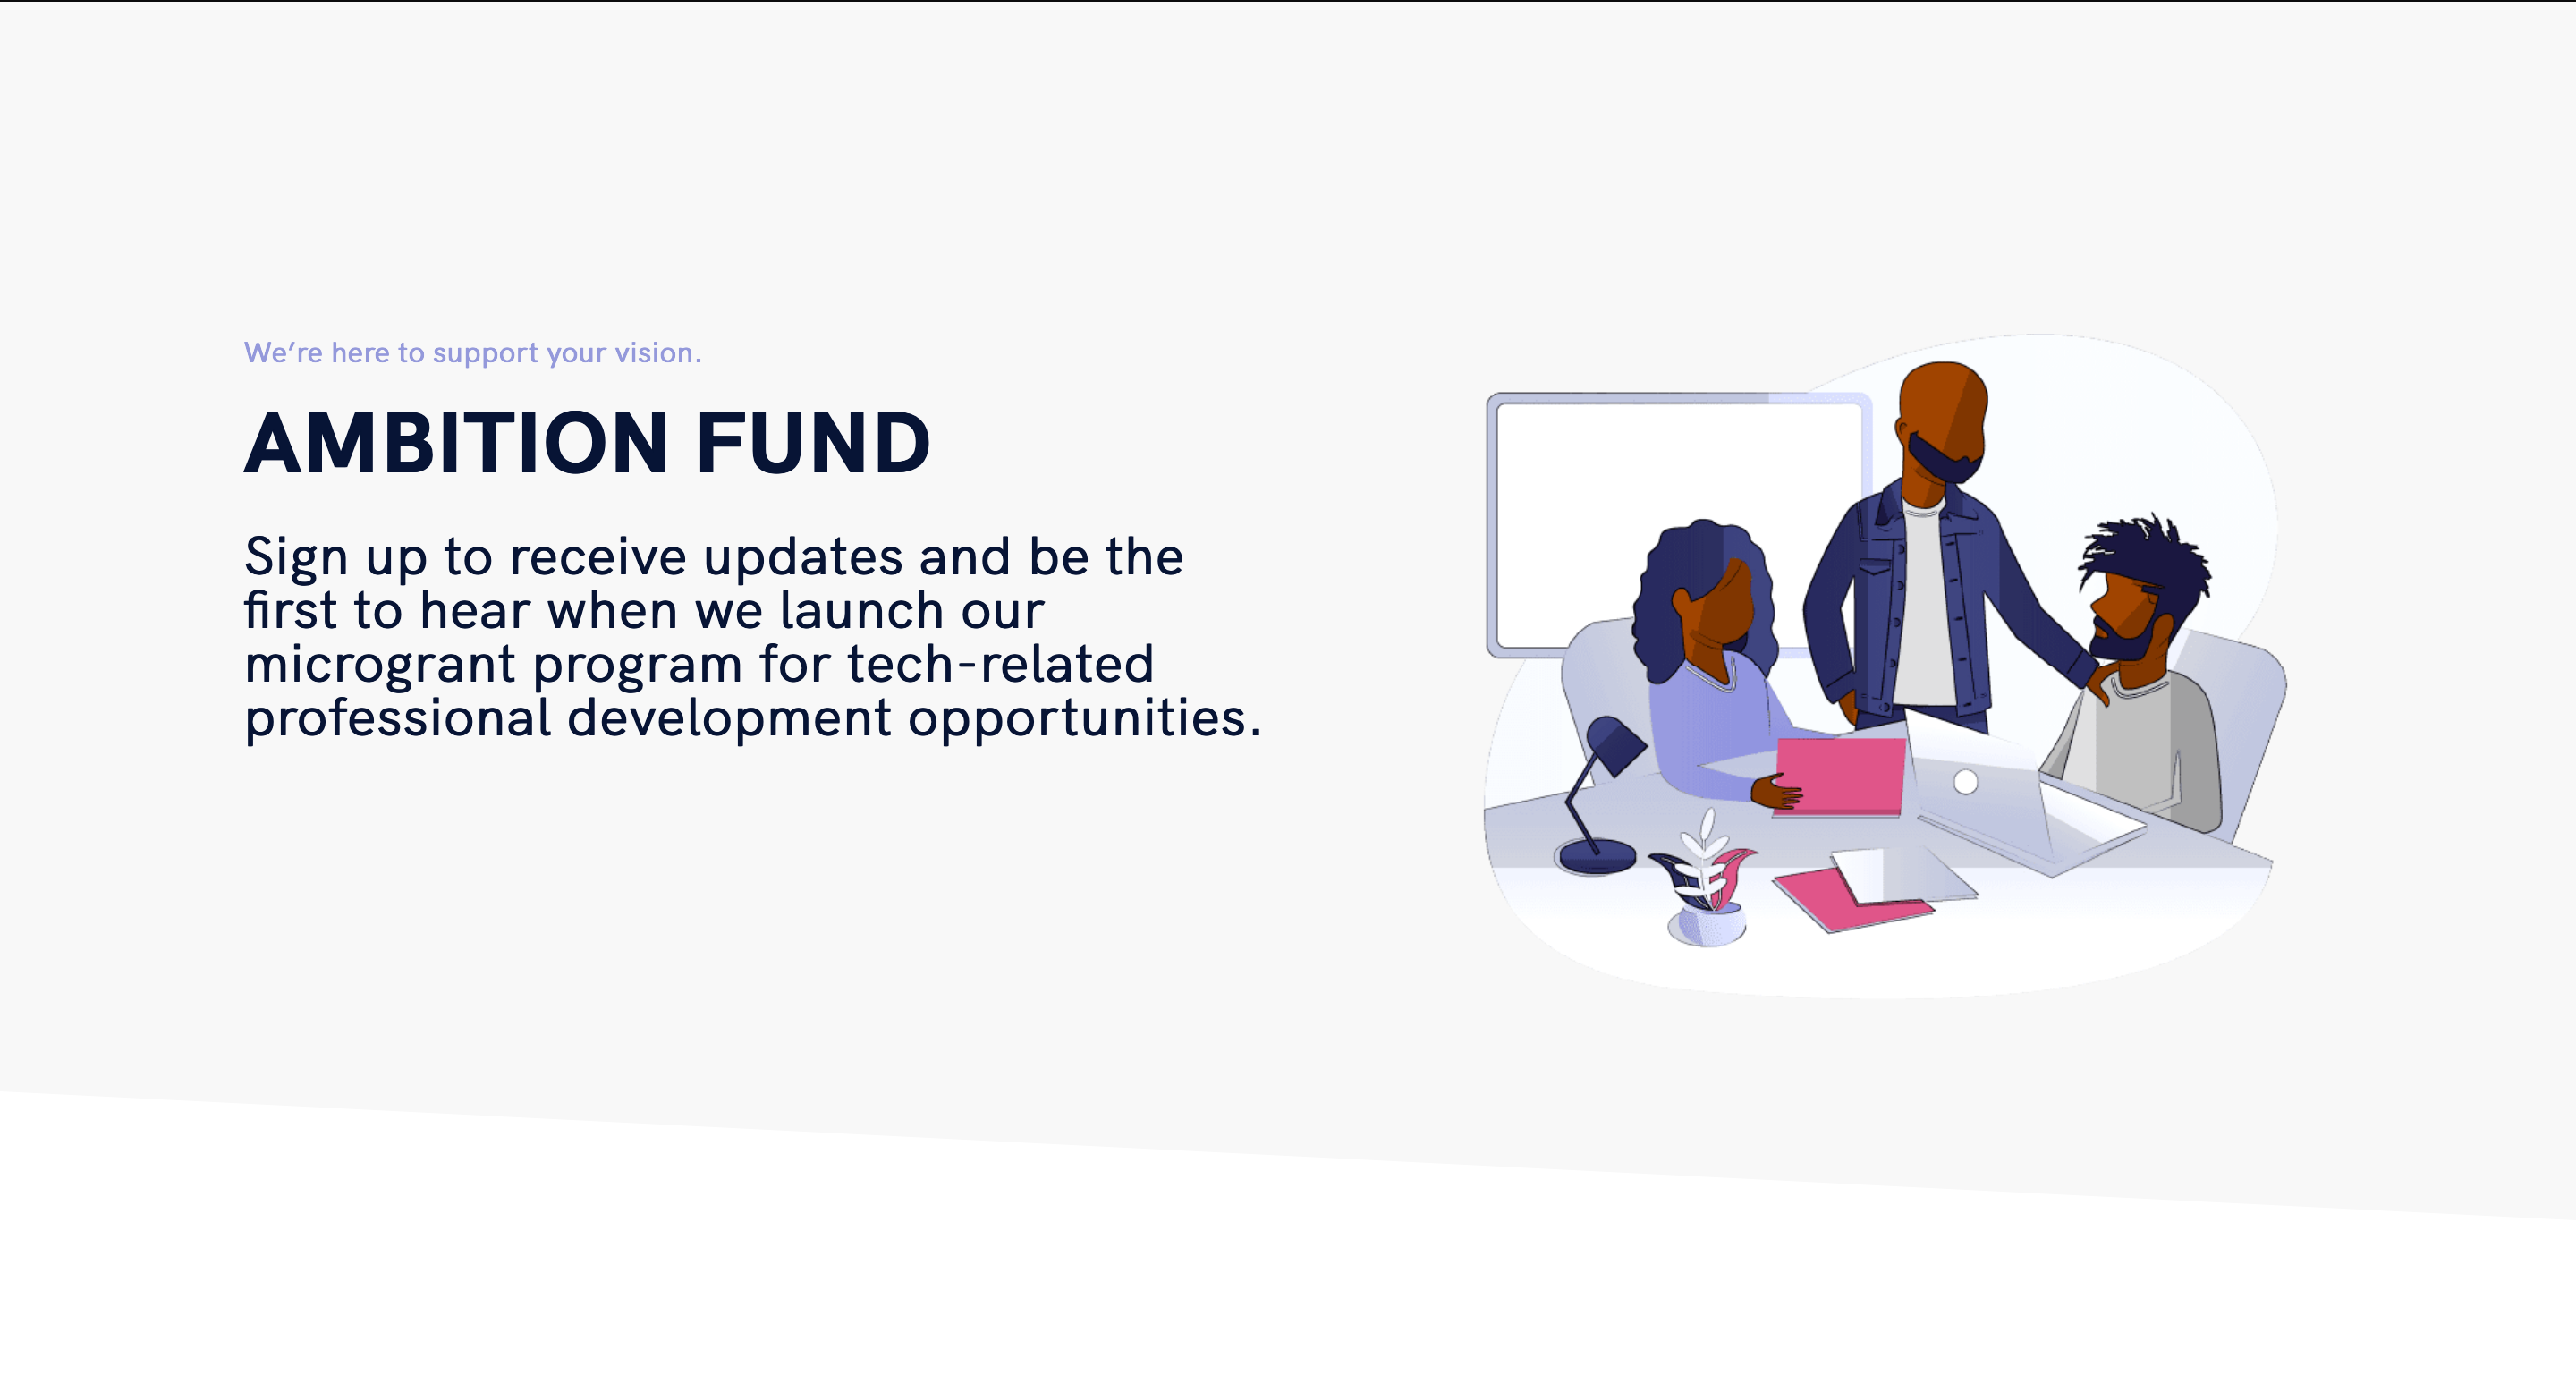 We’re here to support your vision.
AMBITION FUND
Sign up to receive updates and be the
first to hear when we launch our
microgrant program for tech-related
professional development opportunities.